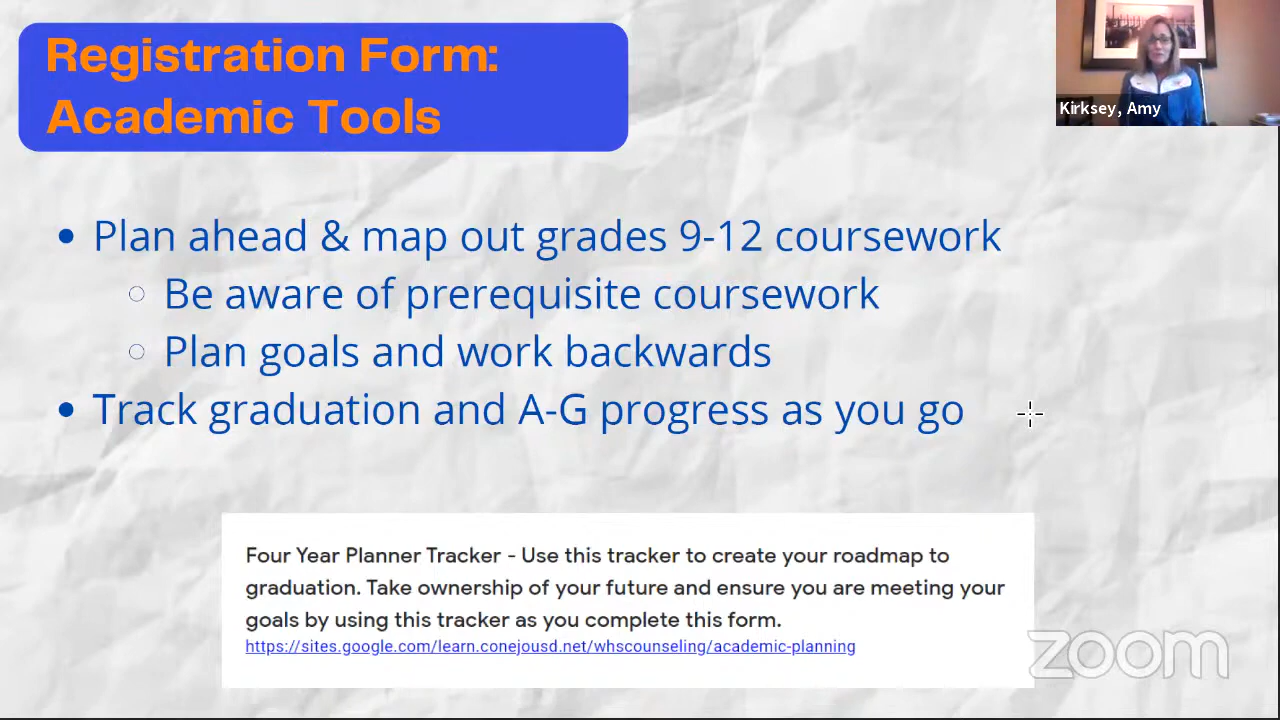 Registration Form:
Academic Tools
Kirksey, Amy
Plan ahead & map out grades 9-12 coursework
Be aware of prerequisite coursework
Plan goals and work backwards
Track graduation and A-G progress as you go
Four Year Planner Tracker - Use this tracker to create your roadmap to
graduation. Take ownership of your future and ensure you are meeting your
goals by using this tracker as you complete this form.
https://sites.google.com/learn.conejousd.net/whscounseling/academic-planning
zoom